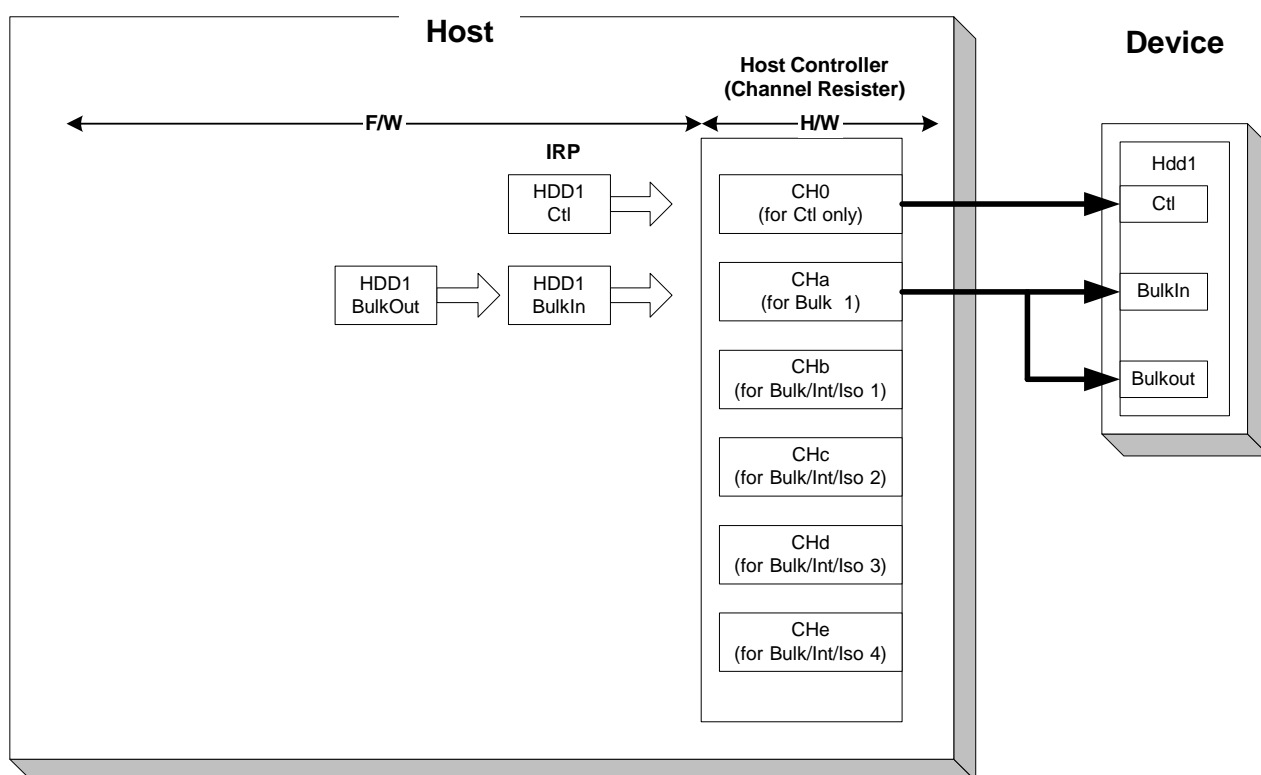 Host
Device
Host Controller
(Channel Resister)
F/W
H/W
IRP
HDD1
Ctl
CH0
(for Ctl only)
Hdd1
Ctl
HDD1
BulkOut
HDD1
BulkIn
CHa
(for Bulk 1)
BulkIn
CHb
(for Bulk/Int/Iso 1)
Bulkout
CHc
(for Bulk/Int/Iso 2)
CHd
(for Bulk/Int/Iso 3)
CHe
(for Bulk/Int/Iso 4)